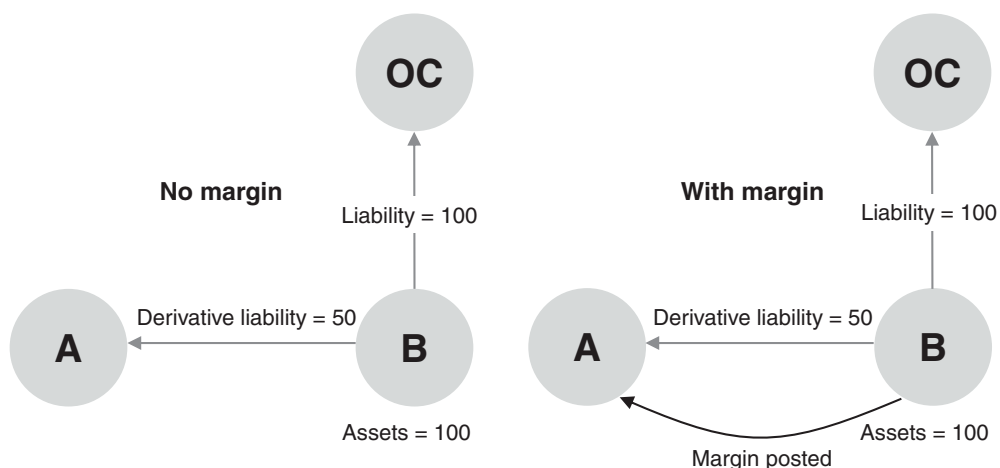 OC
No margin
Liability = 100
Derivative liability = 50
A
B
Assets = 100
OC
With margin
Liability = 100
Derivative liability = 50
A
B
Assets = 100
Margin posted